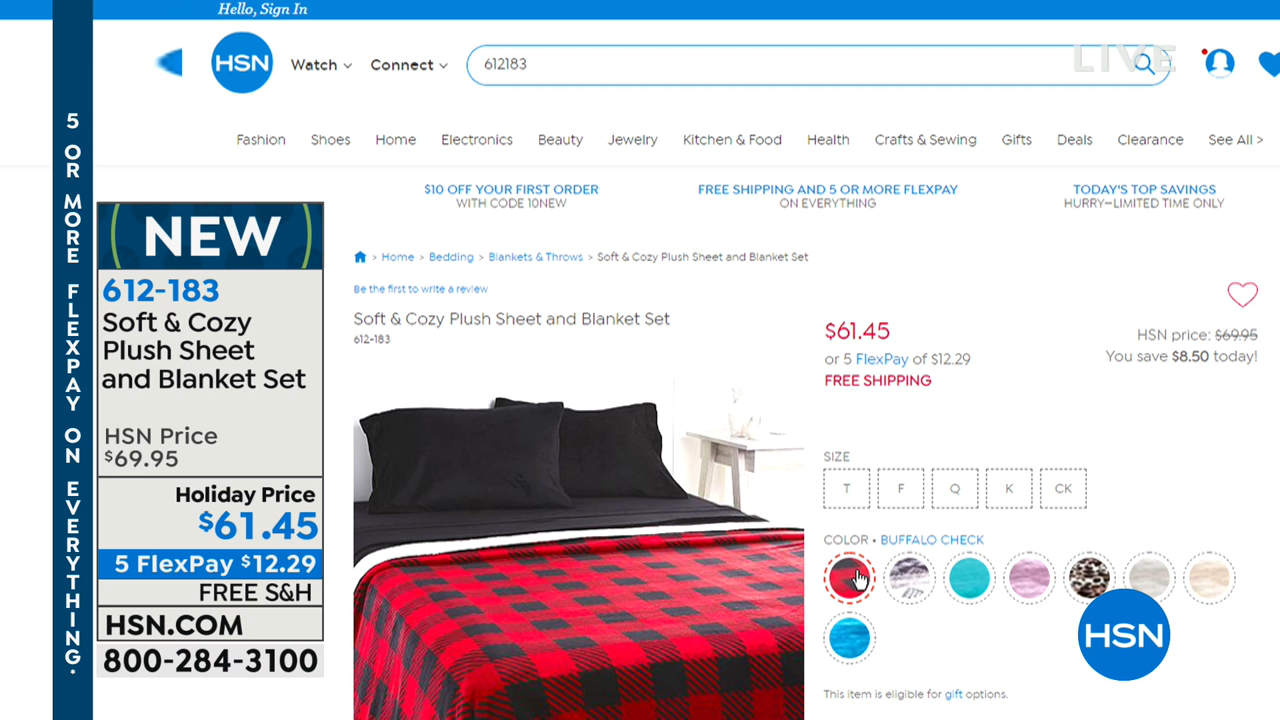 Hello, Sign In
HSN
Watch
Connect
612183
LIVE
Fashion
Shoes
Home
Electronics
Beauty
Jewelry
Kitchen & Food
Health
Crafts & Sewing
Gifts
Deals
Clearance
See All >
$10 OFF YOUR FIRST ORDER
WITH CODE 10NEW
FREE SHIPPING AND 5 OR MORE FLEXPAY
ON EVERYTHING
TODAY'S TOP SAVINGS
HURRY—LIMITED TIME ONLY
5 OR MORE FLEXPAY ON EVERYTHING.
NEW
612-183
Soft & Cozy
Plush Sheet
and Blanket Set
HSN Price
$69.95
Holiday Price
$61.45
5 FlexPay $12.29
FREE S&H
HSN.COM
800-284-3100
> Home > Bedding > Blankets & Throws > Soft & Cozy Plush Sheet and Blanket Set
Be the first to write a review
Soft & Cozy Plush Sheet and Blanket Set
612-183
$61.45
or 5 FlexPay of $12.29
FREE SHIPPING
HSN price: $69.95
You save $8.50 today!
SIZE
T
F
Q
K
CK
COLOR • BUFFALO CHECK
HSN
This item is eligible for gift options.